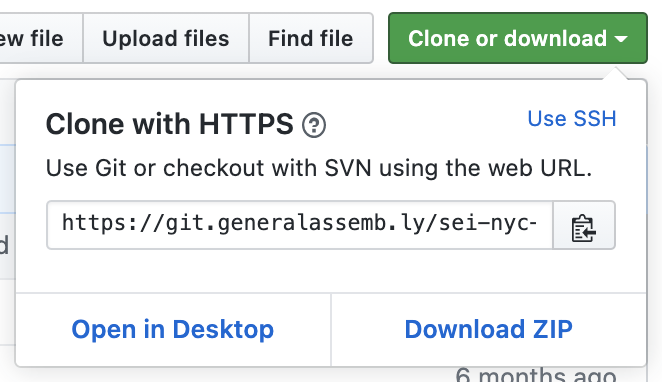 ew file Upload files Find file Clone or download
Clone with HTTPS ? Use SSH
Use Git or checkout with SVN using the web URL.
https://git.generalassemb.ly/sei-nyc-
d
Open in Desktop Download ZIP
6 months ago